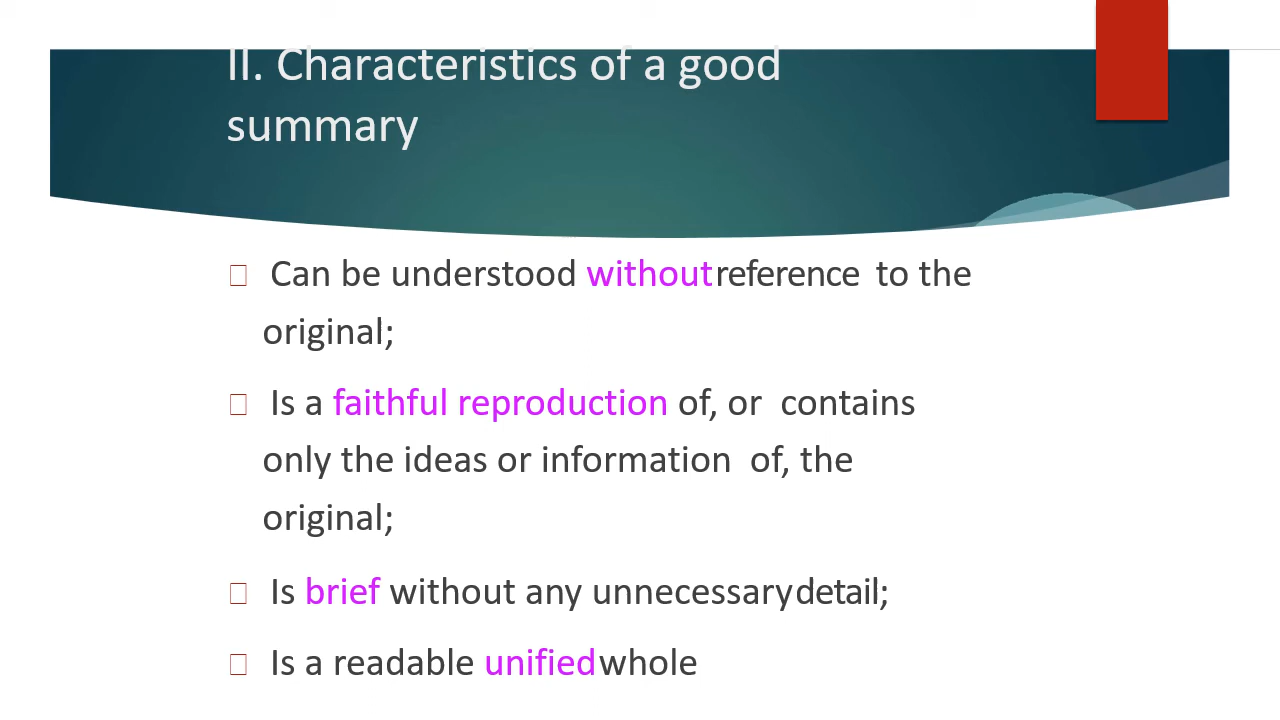 II. Characteristics of a good
summary
Can be understood without reference to the
original;
Is a faithful reproduction of, or contains
only the ideas or information of, the
original;
Is brief without any unnecessary detail;
Is a readable unified whole